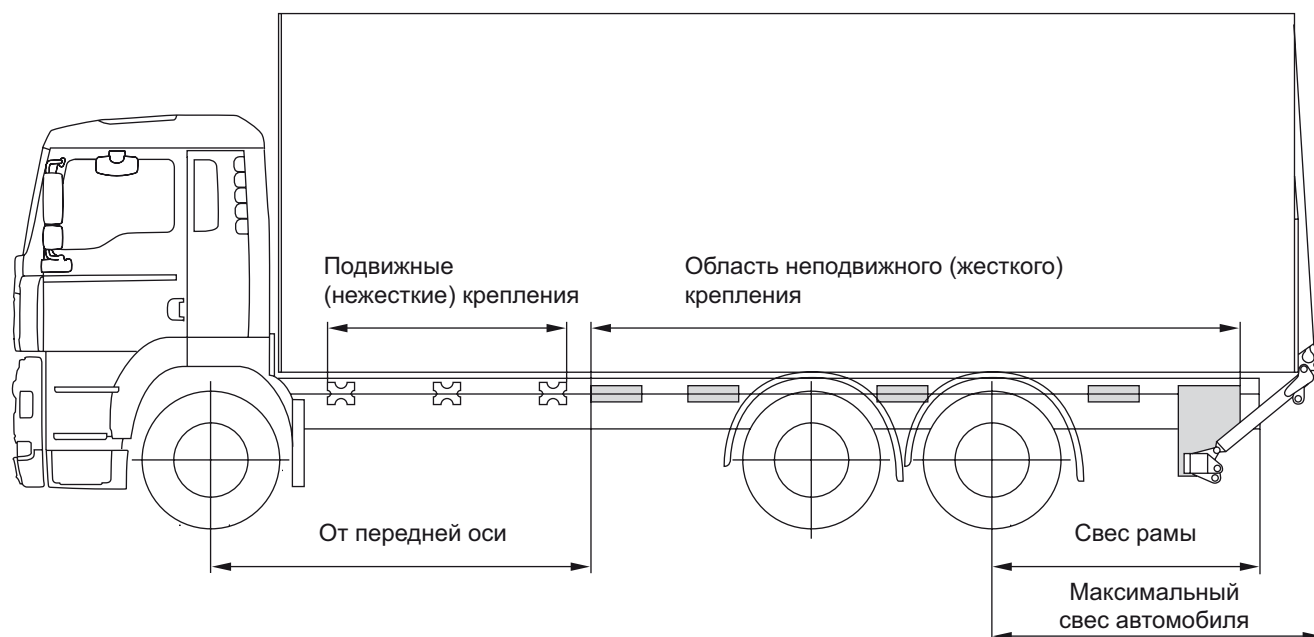 Подвижные
(нежесткие) крепления
Область неподвижного (жесткого)
крепления
От передней оси
Свес рамы
Максимальный
свес автомобиля